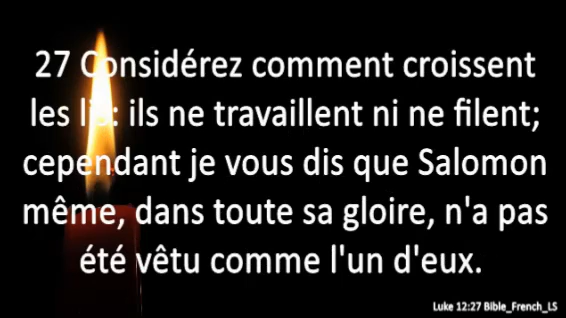 27 Considérez comment croissent
les lis: ils ne travaillent ni ne filent;
cependant je vous dis que Salomon
même, dans toute sa gloire, n'a pas
été vêtu comme l'un d'eux.
Luke 12:27 Bible_French_LS